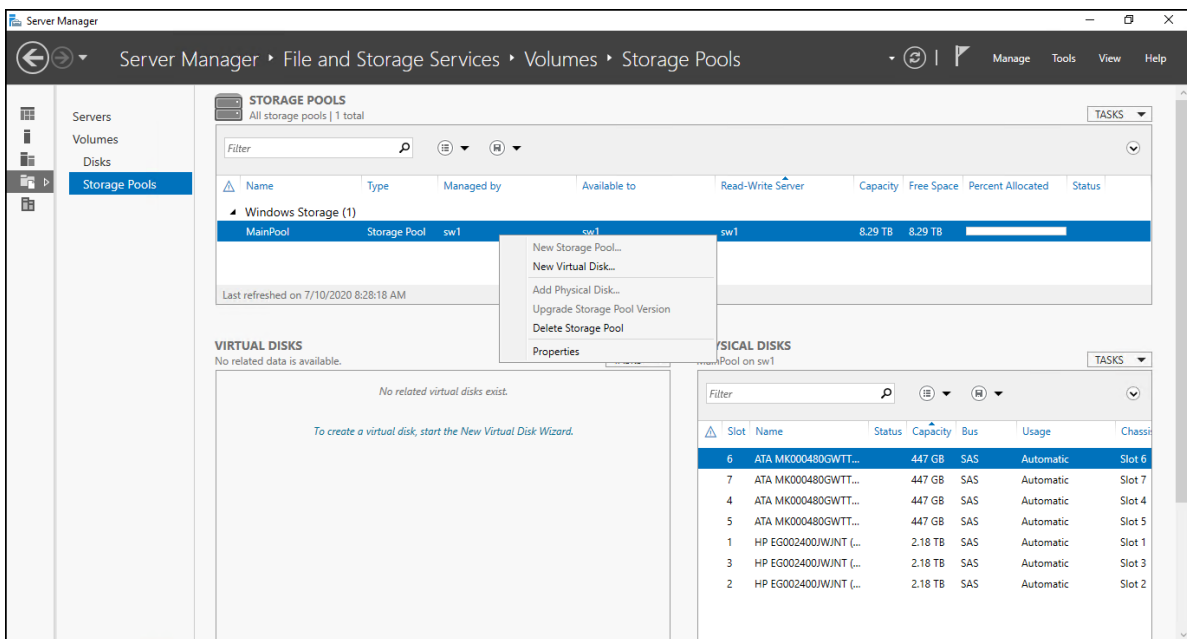 Server Manager
Server Manager ‣ File and Storage Services ‣ Volumes ‣ Storage Pools
Manage Tools View Help
Servers
Volumes
Disks
Storage Pools
STORAGE POOLS
All storage pools | 1 total
TASKS
Filter
Name Type Managed by Available to Read-Write Server Capacity Free Space Percent Allocated Status
Windows Storage (1)
MainPool Storage Pool sw1 sw1 sw1 8.29 TB 8.29 TB
New Storage Pool...
New Virtual Disk...
Add Physical Disk...
Upgrade Storage Pool Version
Delete Storage Pool
Properties
Last refreshed on 7/10/2020 8:28:18 AM
VIRTUAL DISKS
No related data is available.
No related virtual disks exist.
To create a virtual disk, start the New Virtual Disk Wizard.
DISKS
on sw1
TASKS
Filter
Slot Name Status Capacity Bus Usage Chassi
6 ATA MK000480GWTT... 447 GB SAS Automatic Slot 6
7 ATA MK000480GWTT... 447 GB SAS Automatic Slot 7
4 ATA MK000480GWTT... 447 GB SAS Automatic Slot 4
5 ATA MK000480GWTT... 447 GB SAS Automatic Slot 5
1 HP EG002400JWJNT (... 2.18 TB SAS Automatic Slot 1
3 HP EG002400JWJNT (... 2.18 TB SAS Automatic Slot 3
2 HP EG002400JWJNT (... 2.18 TB SAS Automatic Slot 2